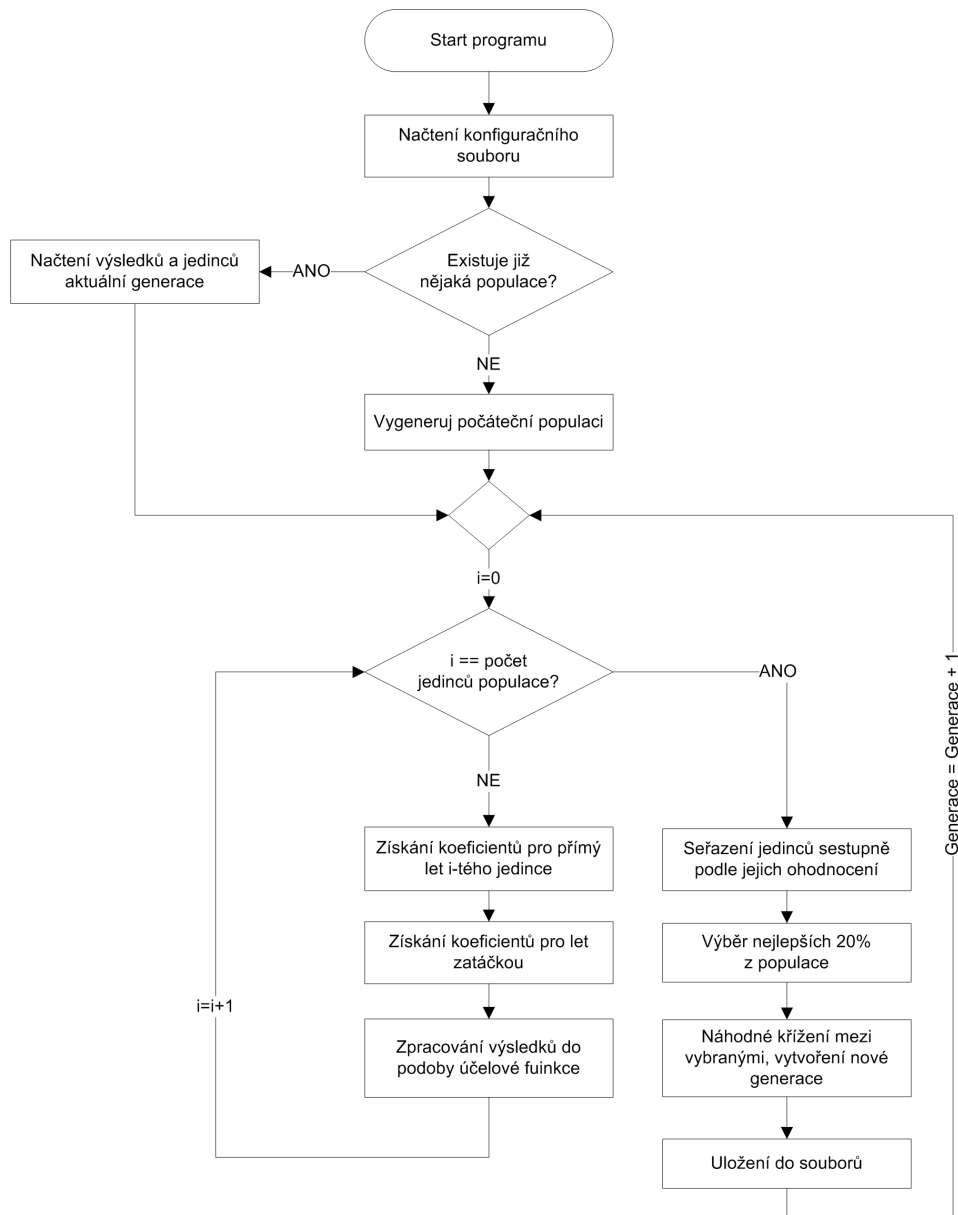 Start programu
Načtení konfiguračního
souboru
Existuje již
nějaká populace?
ANO
Načtení výsledků a jedinců
aktuální generace
NE
Vygeneruj počáteční populaci
i=0
i == počet
jedinců populace?
ANO
NE
Získání koeficientů pro přímý
let i-tého jedince
Získání koeficientů pro let
zatáčkou
Zpracování výsledků do
podoby účelové fuinkce
i=i+1
Seřazení jedinců sestupně
podle jejich ohodnocení
Výběr nejlepších 20%
z populace
Náhodné křížení mezi
vybranými, vytvoření nové
generace
Uložení do souborů
Generace = Generace + 1